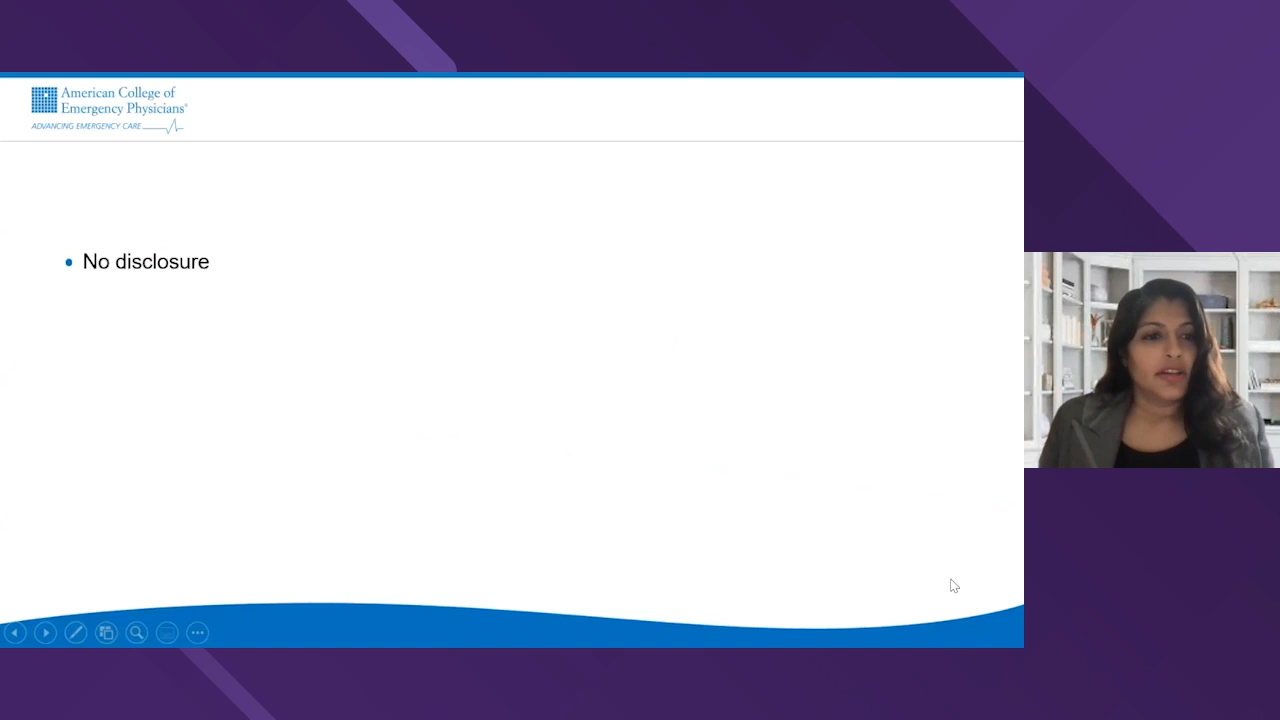 American College of
Emergency Physicians®
ADVANCING EMERGENCY CARE
• No disclosure